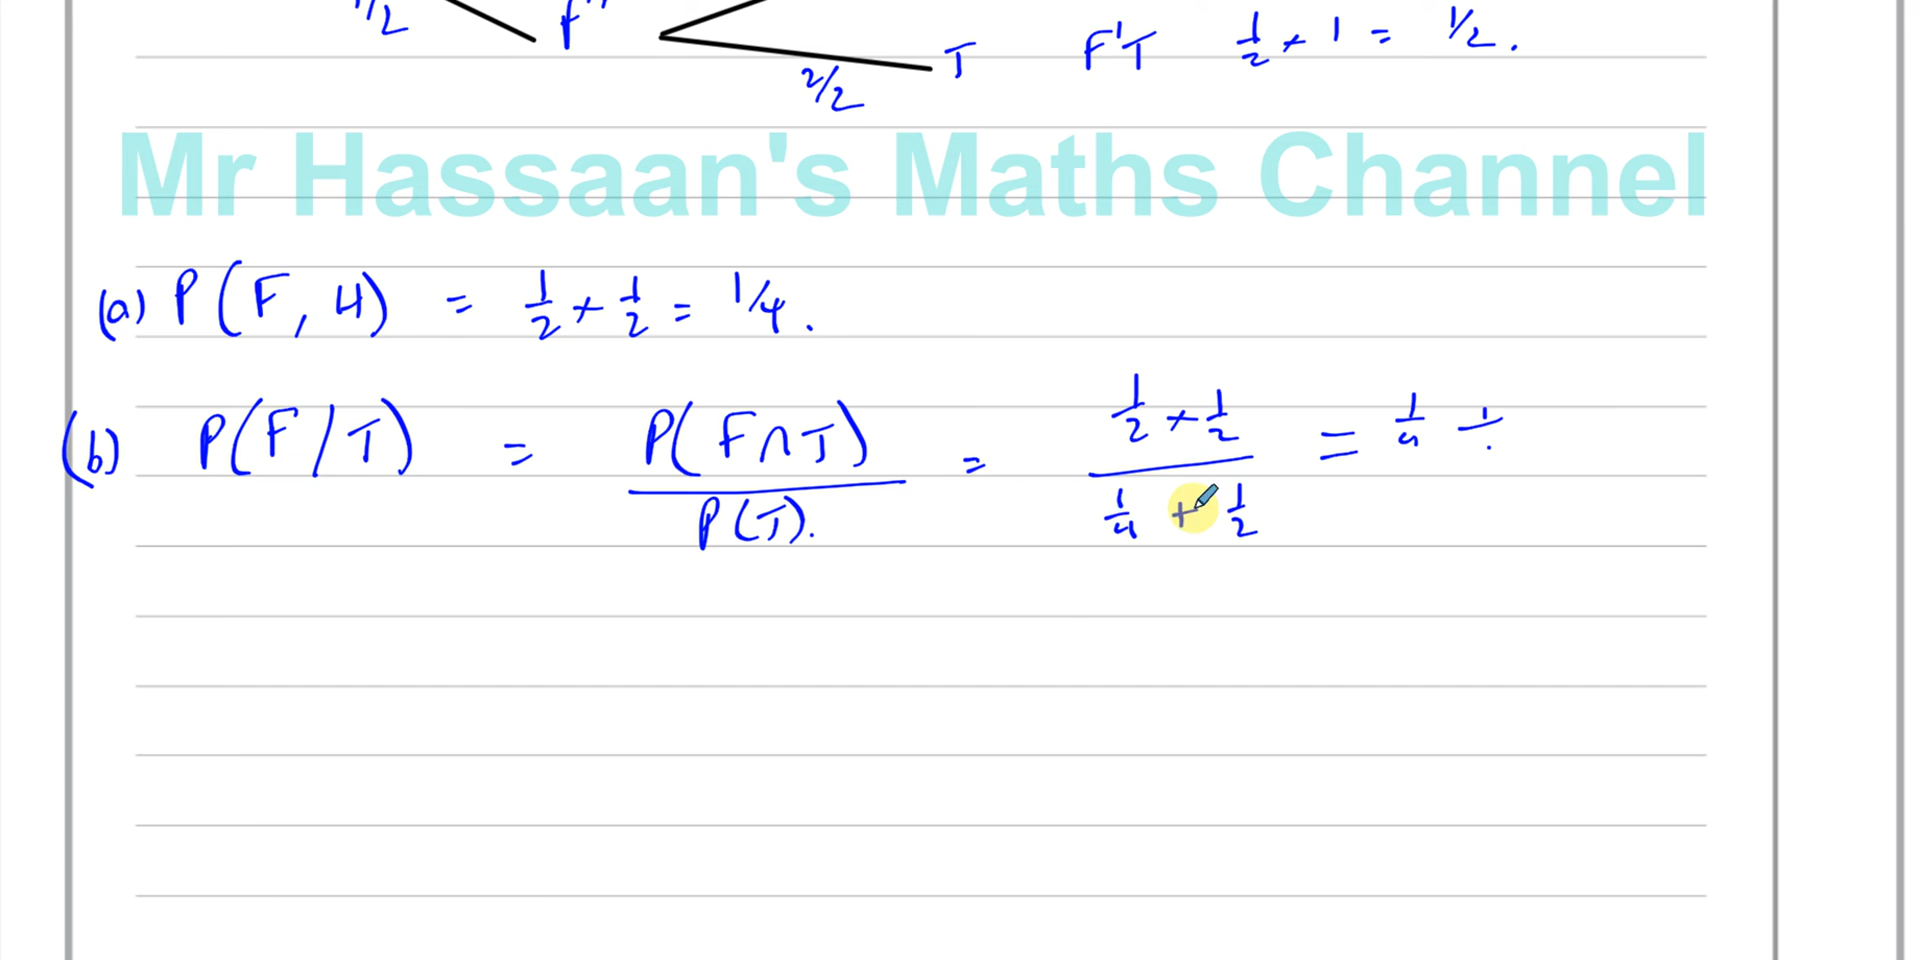 1/2 F' 2/2 T F'T 1/2 × 1 = 1/2.
Mr Hassaan's Maths Channel
(a) P(F, H) = 1/2 × 1/2 = 1/4.
(b) P(F/T) = P(F∩T) / P(T). = (1/2 × 1/2) / (1/4 + 1/2) = 1/4 ÷